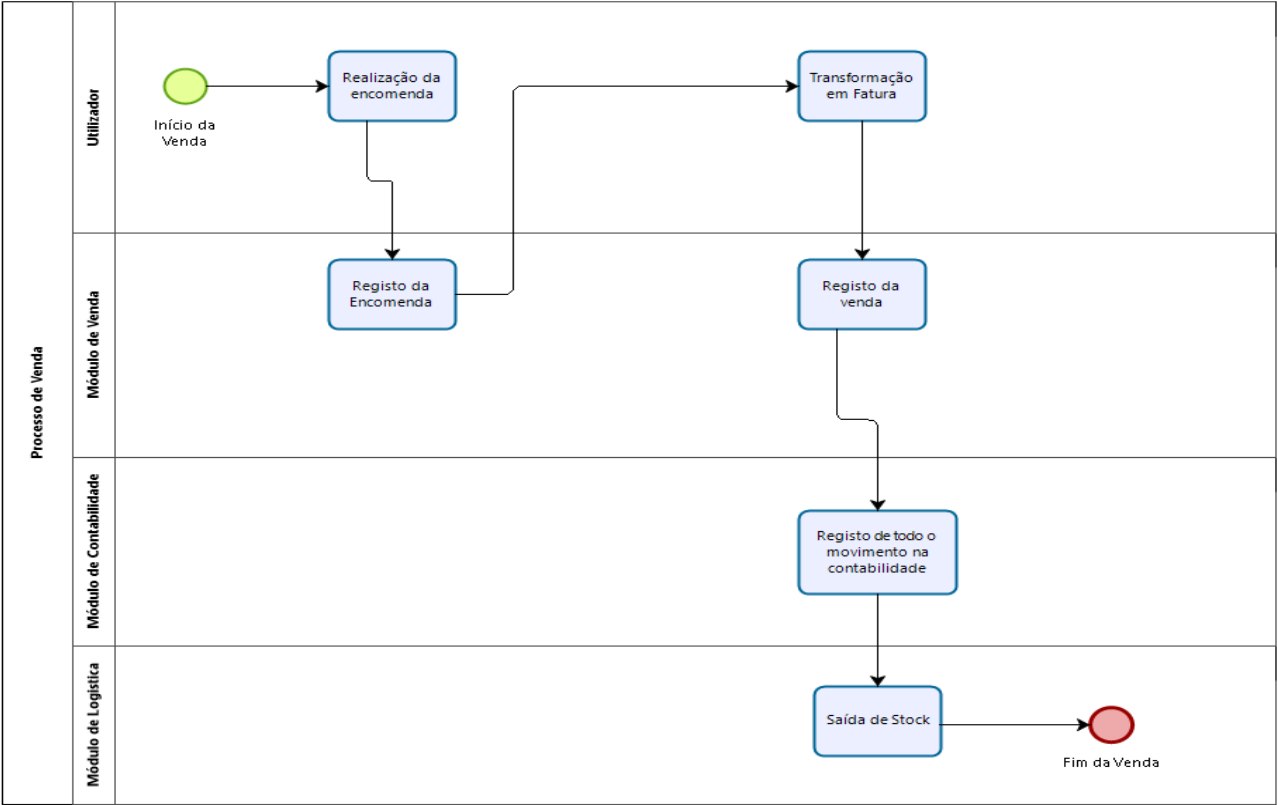 Processo de Venda
Utilizador
Início da
Venda
Realização da
encomenda
Transformação
em Fatura
Módulo de Venda
Registo da
Encomenda
Registo da
venda
Módulo de Contabilidade
Registo de todo o
movimento na
contabilidade
Módulo de Logística
Saída de Stock
Fim da Venda